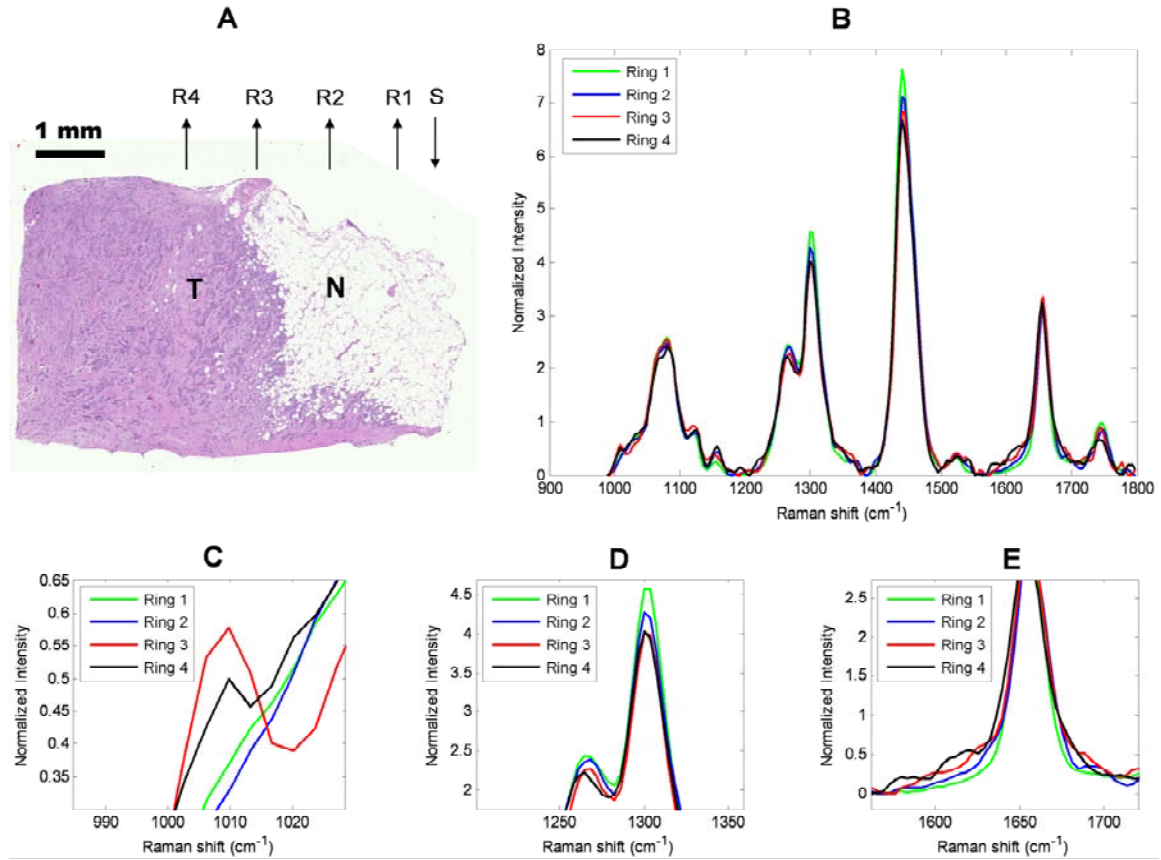 A
R4 R3 R2 R1 S
1 mm
T N
B
8
7
6
5
4
3
2
1
0
Normalized Intensity
Ring 1
Ring 2
Ring 3
Ring 4
900 1000 1100 1200 1300 1400 1500 1600 1700 1800
Raman shift (cm-1)
C
0.65
0.6
0.55
0.5
0.45
0.4
0.35
Normalized Intensity
Ring 1
Ring 2
Ring 3
Ring 4
990 1000 1010 1020
Raman shift (cm-1)
D
4.5
4
3.5
3
2.5
2
Normalized Intensity
Ring 1
Ring 2
Ring 3
Ring 4
1250 1300 1350
Raman shift (cm-1)
E
2.5
2
1.5
1
0.5
0
Normalized Intensity
Ring 1
Ring 2
Ring 3
Ring 4
1600 1650 1700
Raman shift (cm-1)